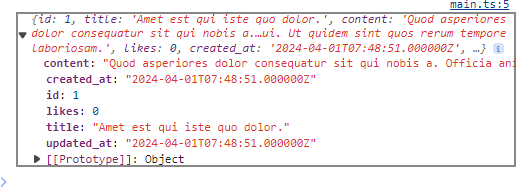 main.ts:5
{id: 1, title: 'Amet est qui iste quo dolor.', content: 'Quod asperiores
dolor consequatur sit qui nobis a.…ui. Ut quidem sint quos rerum tempore
laboriosam.', likes: 0, created_at: '2024-04-01T07:48:51.000000Z', …} i
content: "Quod asperiores dolor consequatur sit qui nobis a. Officia ani
created_at: "2024-04-01T07:48:51.000000Z"
id: 1
likes: 0
title: "Amet est qui iste quo dolor."
updated_at: "2024-04-01T07:48:51.000000Z"
[[Prototype]]: Object